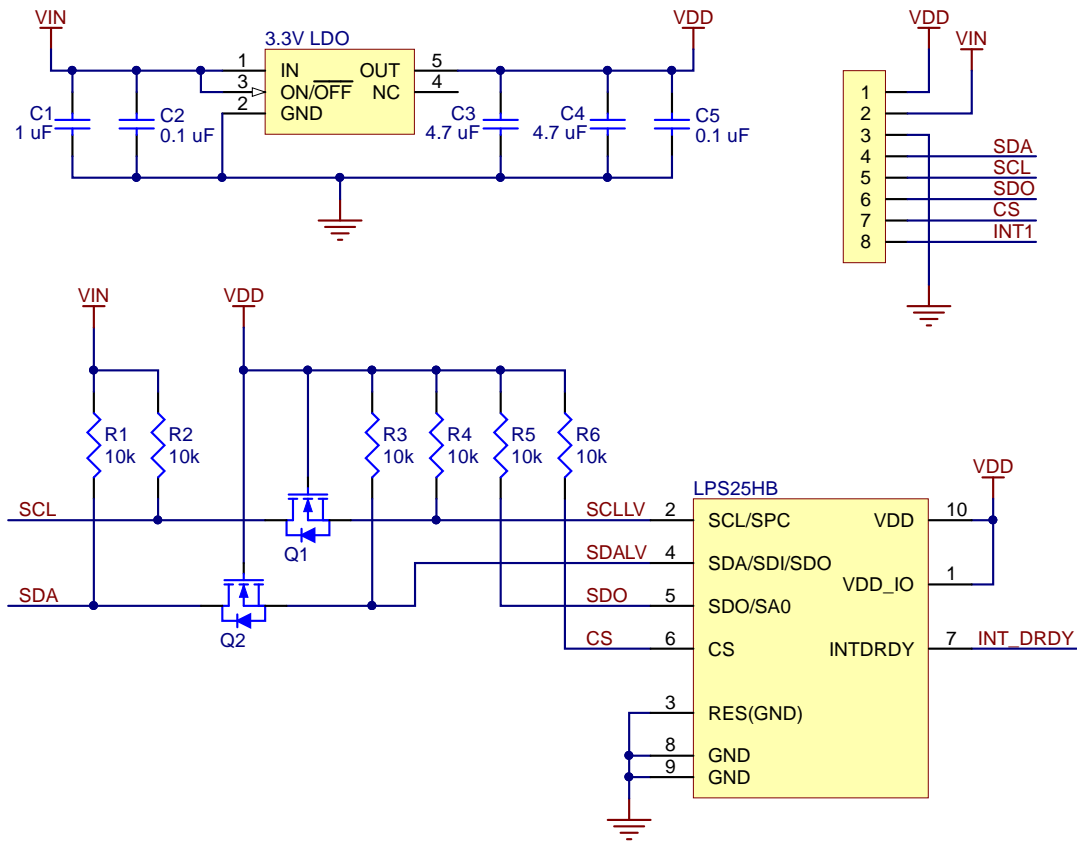 VIN
VDD
3.3V LDO
1 IN OUT 5
3 ON/OFF NC 4
2 GND
C1
1 uF
C2
0.1 uF
C3
4.7 uF
C4
4.7 uF
C5
0.1 uF
VDD
VIN
1
2
3
4 SDA
5 SCL
6 SDO
7 CS
8 INT1
VIN
VDD
R1
10k
R2
10k
R3
10k
R4
10k
R5
10k
R6
10k
SCL
Q1
SDA
Q2
LPS25HB
VDD
SCLLV 2 SCL/SPC VDD 10
SDALV 4 SDA/SDI/SDO
VDD_IO 1
SDO 5 SDO/SA0
CS 6 CS INTDRDY 7 INT_DRDY
3 RES(GND)
8 GND
9 GND